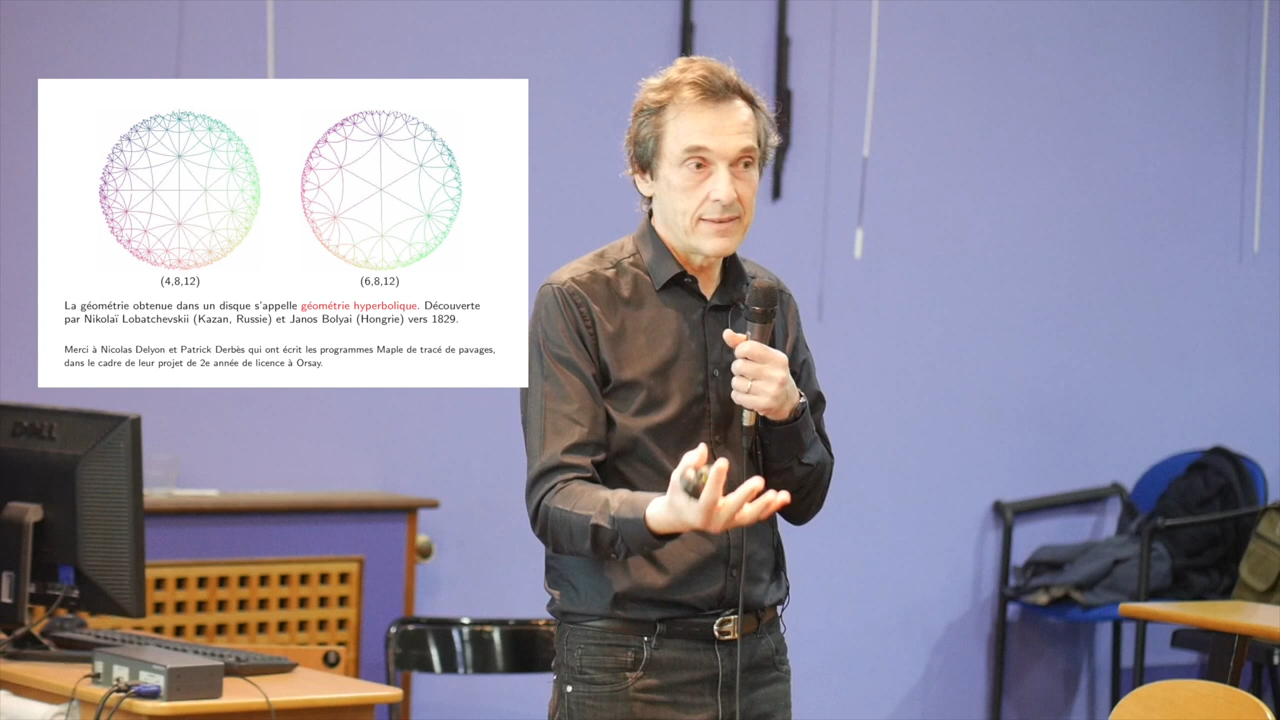 (4,8,12)
(6,8,12)
La géométrie obtenue dans un disque s'appelle géométrie hyperbolique. Découverte
par Nikolaï Lobatchevskii (Kazan, Russie) et Janos Bolyai (Hongrie) vers 1829.
Merci à Nicolas Delyon et Patrick Derbès qui ont écrit les programmes Maple de tracé de pavages,
dans le cadre de leur projet de 2e année de licence à Orsay.
DELL